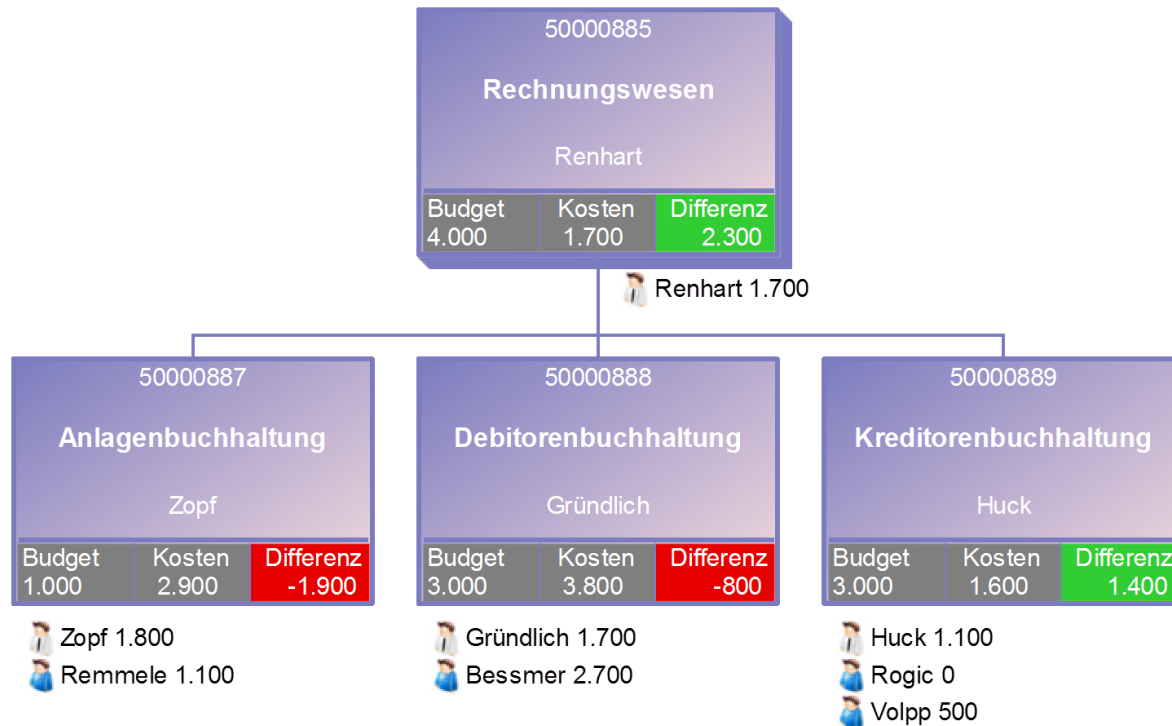 50000885
Rechnungswesen
Renhart
Budget Kosten Differenz
4.000 1.700 2.300
Renhart 1.700
50000887
Anlagenbuchhaltung
Zopf
Budget Kosten Differenz
1.000 2.900 -1.900
Zopf 1.800
Remmele 1.100
50000888
Debitorenbuchhaltung
Gründlich
Budget Kosten Differenz
3.000 3.800 -800
Gründlich 1.700
Bessmer 2.700
50000889
Kreditorenbuchhaltung
Huck
Budget Kosten Differenz
3.000 1.600 1.400
Huck 1.100
Rogic 0
Volpp 500